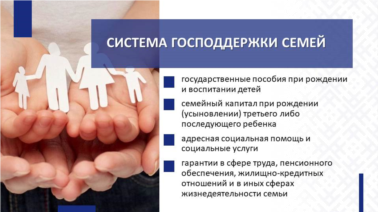 СИСТЕМА ГОСПОДДЕРЖКИ СЕМЕЙ
государственные пособия при рождении
и воспитании детей
семейный капитал при рождении
(усыновлении) третьего либо
последующего ребенка
адресная социальная помощь и
социальные услуги
гарантии в сфере труда, пенсионного
обеспечения, жилищно-кредитных
отношений и в иных сферах
жизнедеятельности семьи